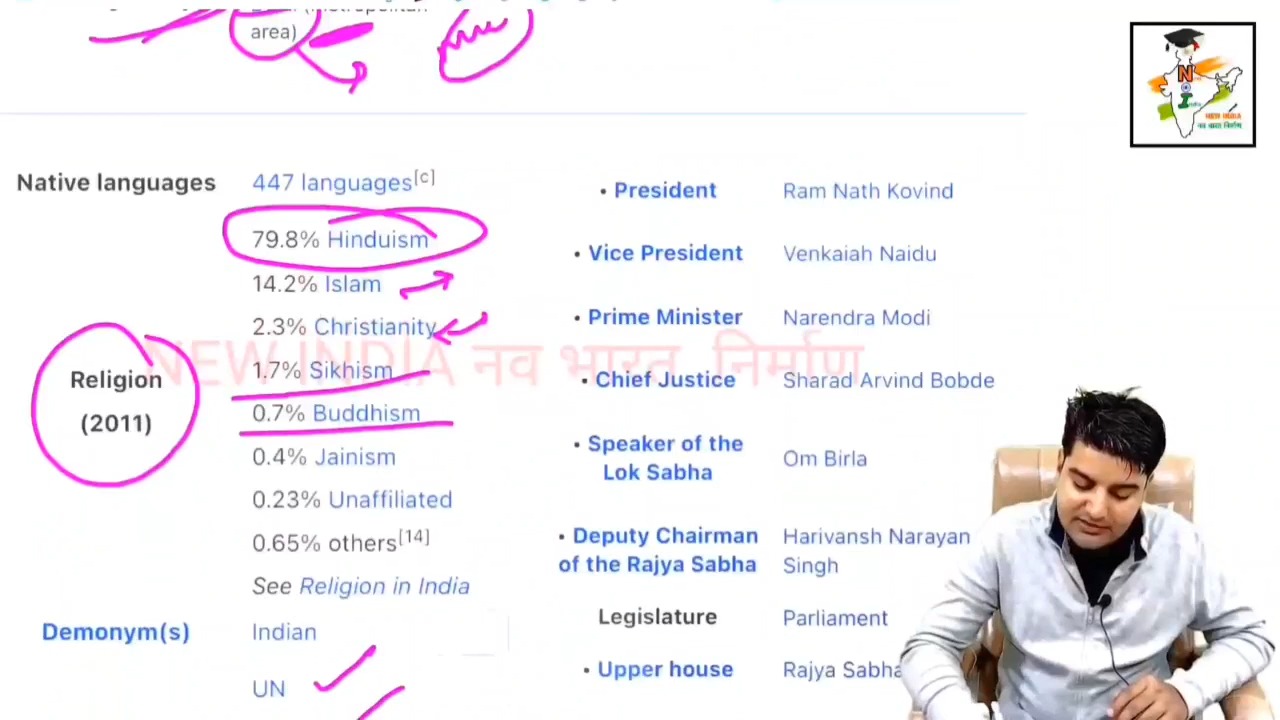 area)
Native languages
447 languages[c]
79.8% Hinduism
14.2% Islam
2.3% Christianity
Religion
(2011)
1.7% Sikhism
0.7% Buddhism
0.4% Jainism
0.23% Unaffiliated
0.65% others[14]
See Religion in India
Demonym(s)
Indian
UN
• President
Ram Nath Kovind
• Vice President
Venkaiah Naidu
• Prime Minister
Narendra Modi
• Chief Justice
Sharad Arvind Bobde
• Speaker of the
Lok Sabha
Om Birla
• Deputy Chairman
of the Rajya Sabha
Harivansh Narayan
Singh
Legislature
Parliament
• Upper house
Rajya Sabha
NEW INDIA नव भारत निर्माण
N
I
NEW INDIA
नव भारत निर्माण